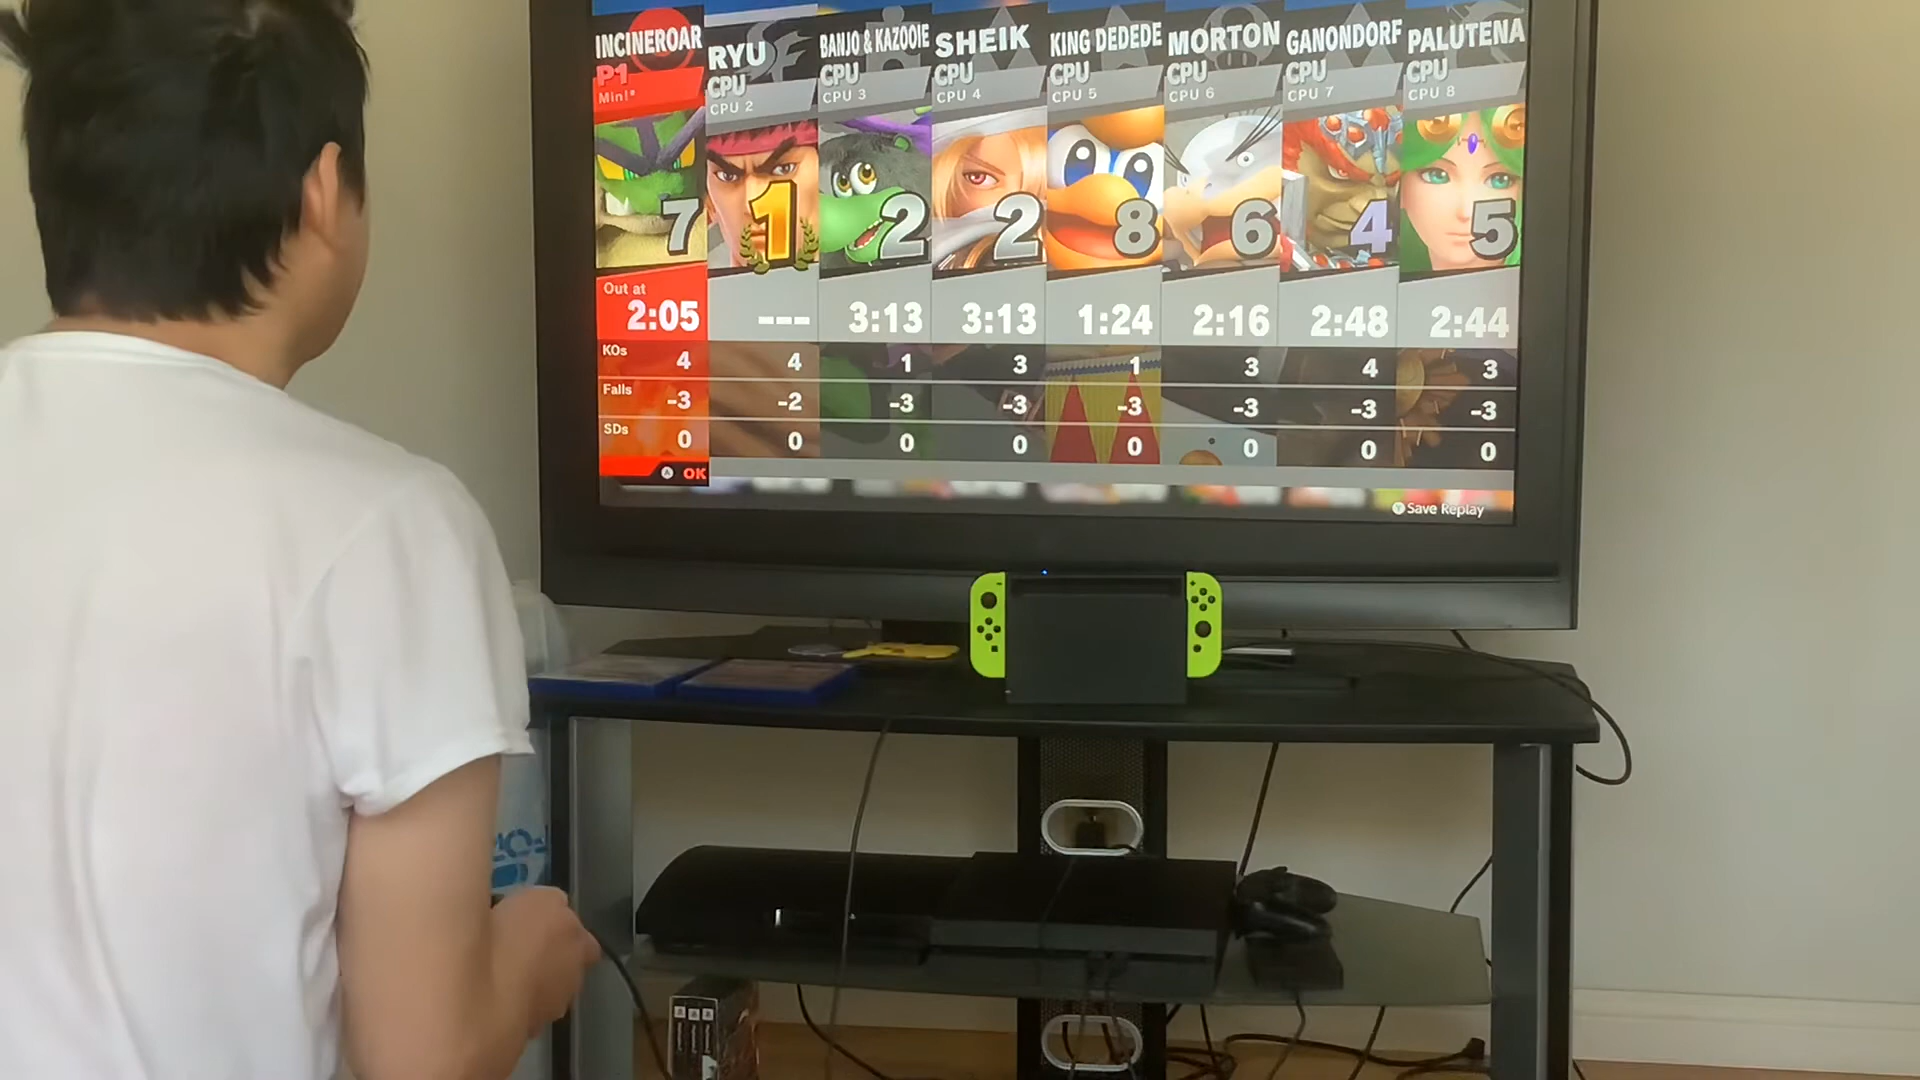 INCINEROAR
P1
Min!*
7
Out at
2:05
KOs
4
Falls
-3
SDs
0
A OK
RYU
CPU
CPU 2
1
---
4
-2
0
BANJO & KAZOOIE
CPU
CPU 3
2
3:13
1
-3
0
SHEIK
CPU
CPU 4
2
3:13
3
-3
0
KING DEDEDE
CPU
CPU 5
8
1:24
1
-3
0
MORTON
CPU
CPU 6
6
2:16
3
-3
0
GANONDORF
CPU
CPU 7
4
2:48
4
-3
0
PALUTENA
CPU
CPU 8
5
2:44
3
-3
0
Y Save Replay